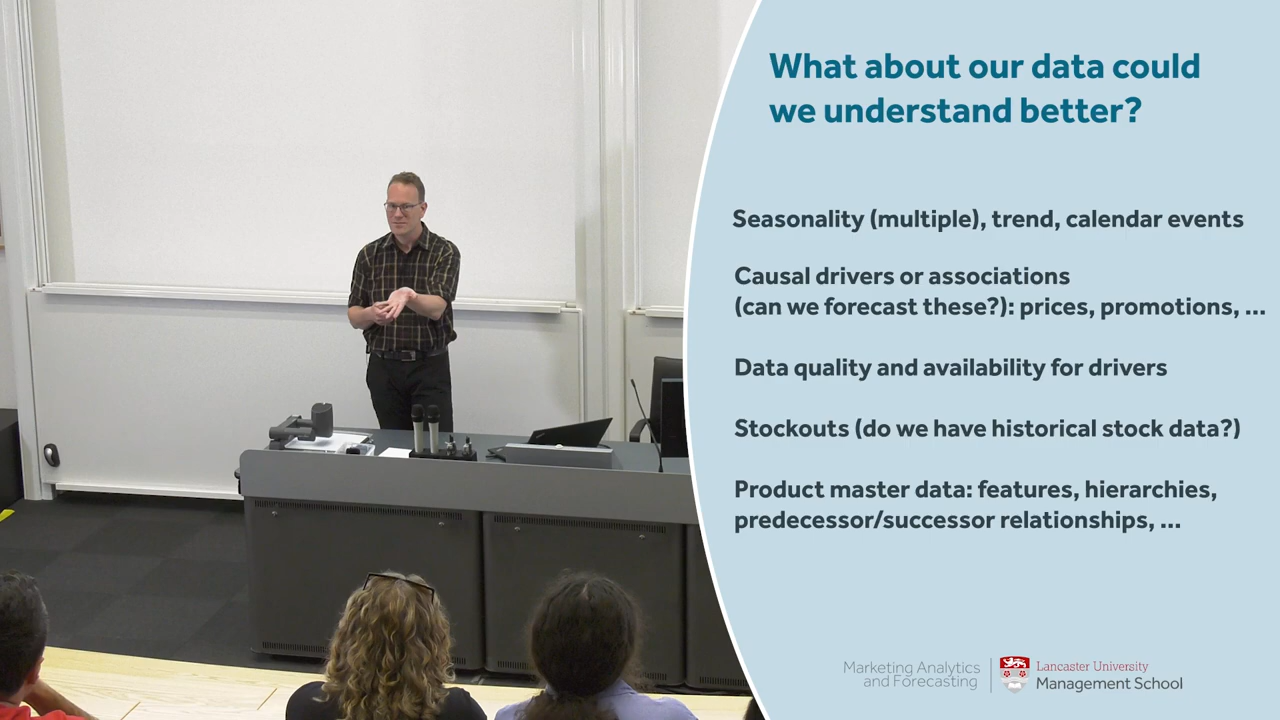 What about our data could
we understand better?
Seasonality (multiple), trend, calendar events
Causal drivers or associations
(can we forecast these?): prices, promotions, ...
Data quality and availability for drivers
Stockouts (do we have historical stock data?)
Product master data: features, hierarchies,
predecessor/successor relationships, ...
Marketing Analytics
and Forecasting
Lancaster University
Management School